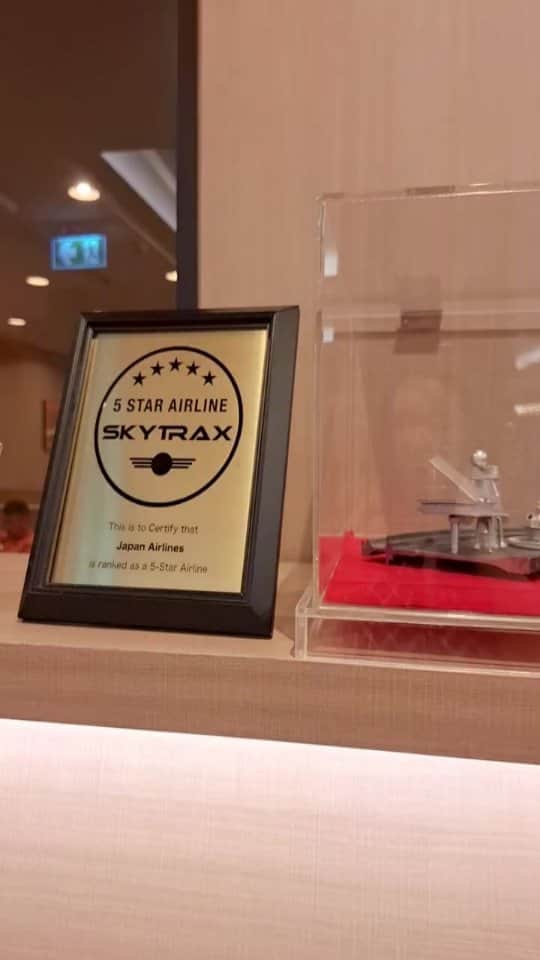 5 STAR AIRLINE
SKYTRAX
This is to Certify that
Japan Airlines
is ranked as a 5-Star Airline